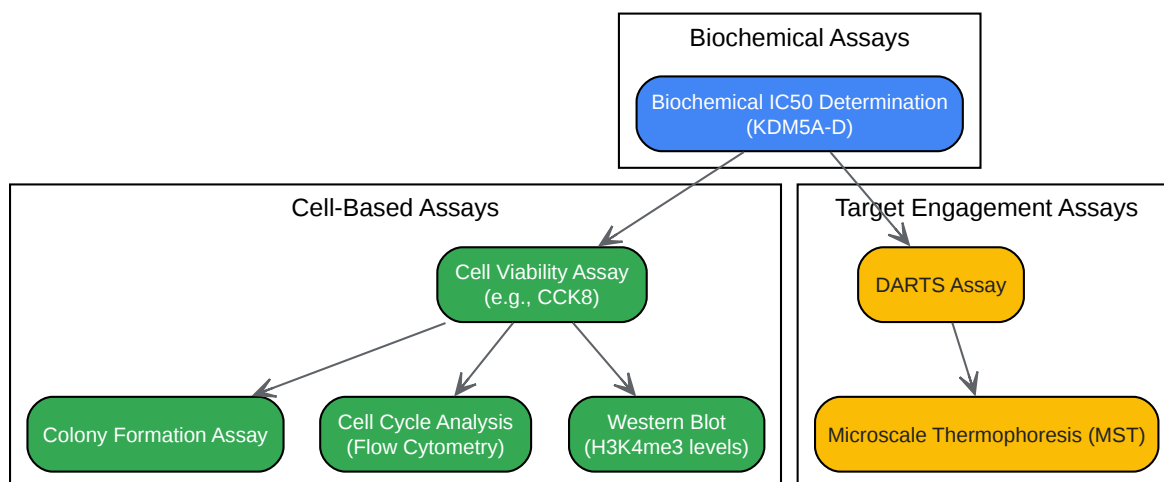 Biochemical Assays
Biochemical IC50 Determination
(KDM5A-D)
Cell-Based Assays
Target Engagement Assays
Cell Viability Assay
(e.g., CCK8)
DARTS Assay
Colony Formation Assay
Cell Cycle Analysis
(Flow Cytometry)
Western Blot
(H3K4me3 levels)
Microscale Thermophoresis (MST)